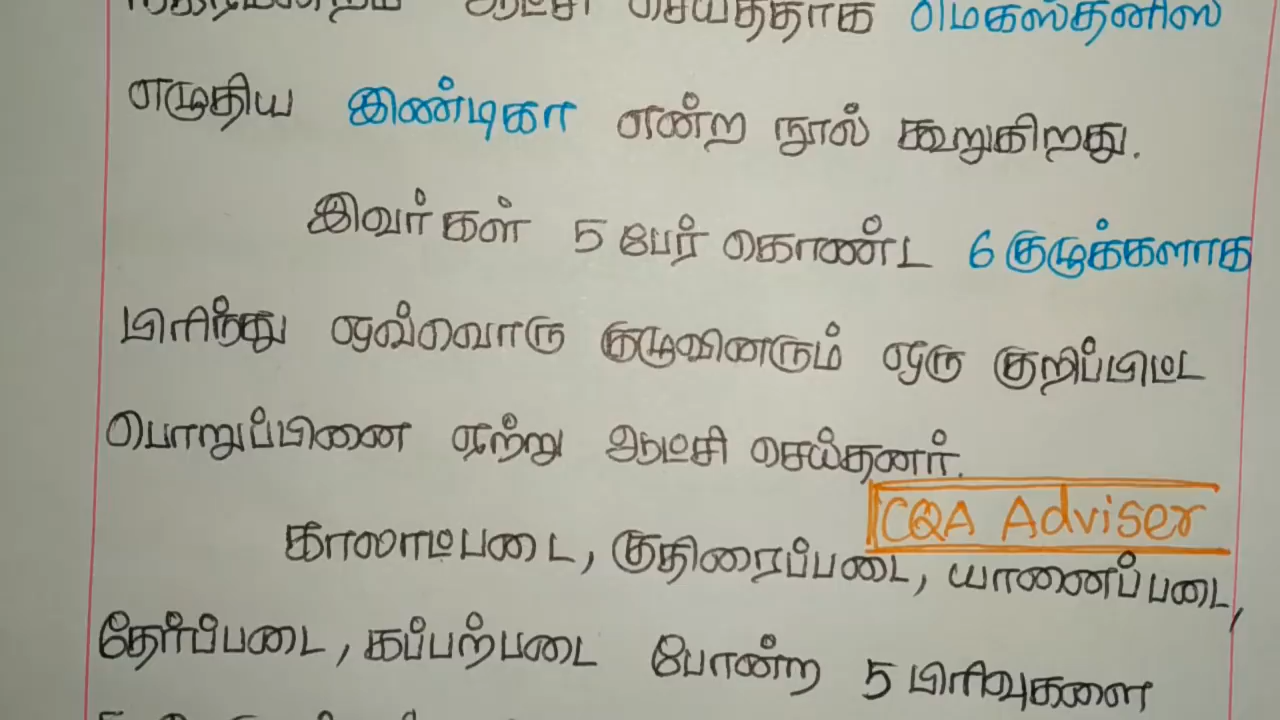 ஆட்சி செய்ததாக மெகஸ்தனிஸ்
எழுதிய இண்டிகா என்ற நூல் கூறுகிறது.
இவர்கள் 5 பேர் கொண்ட 6 குழுக்களாக
பிரிந்து ஒவ்வொரு குழுவினரும் ஒரு குறிப்பிட்ட
பொறுப்பினை ஏற்று ஆட்சி செய்தனர்.
CQA Adviser
காலாட்படை, குதிரைப்படை, யானைப்படை,
தேர்ப்படை, கப்பற்படை போன்ற 5 பிரிவுகளை